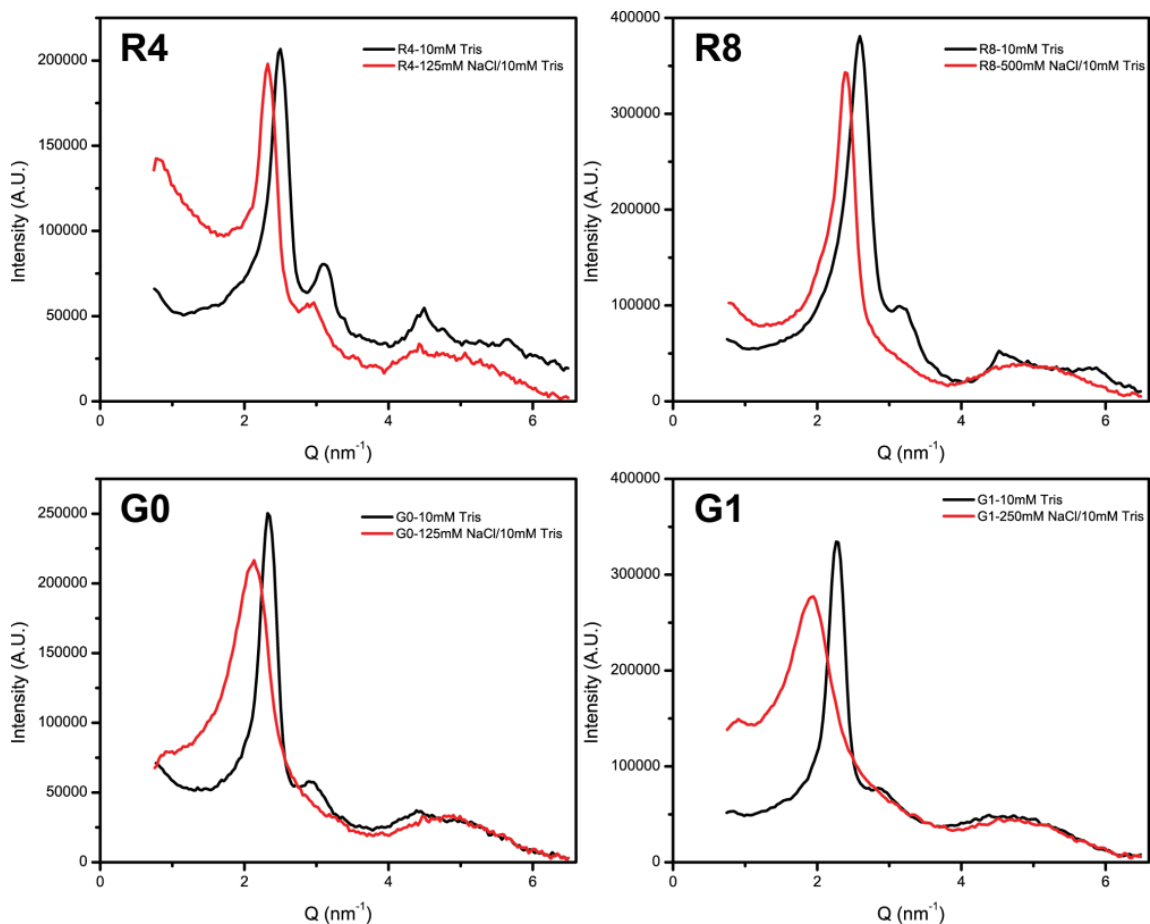 R4
R4-10mM Tris
R4-125mM NaCl/10mM Tris
200000
150000
100000
50000
0
0 2 4 6
Intensity (A.U.)
Q (nm⁻¹)
R8
R8-10mM Tris
R8-500mM NaCl/10mM Tris
400000
300000
200000
100000
0
0 2 4 6
Intensity (A.U.)
Q (nm⁻¹)
G0
G0-10mM Tris
G0-125mM NaCl/10mM Tris
250000
200000
150000
100000
50000
0
0 2 4 6
Intensity (A.U.)
Q (nm⁻¹)
G1
G1-10mM Tris
G1-250mM NaCl/10mM Tris
400000
300000
200000
100000
0
0 2 4 6
Intensity (A.U.)
Q (nm⁻¹)